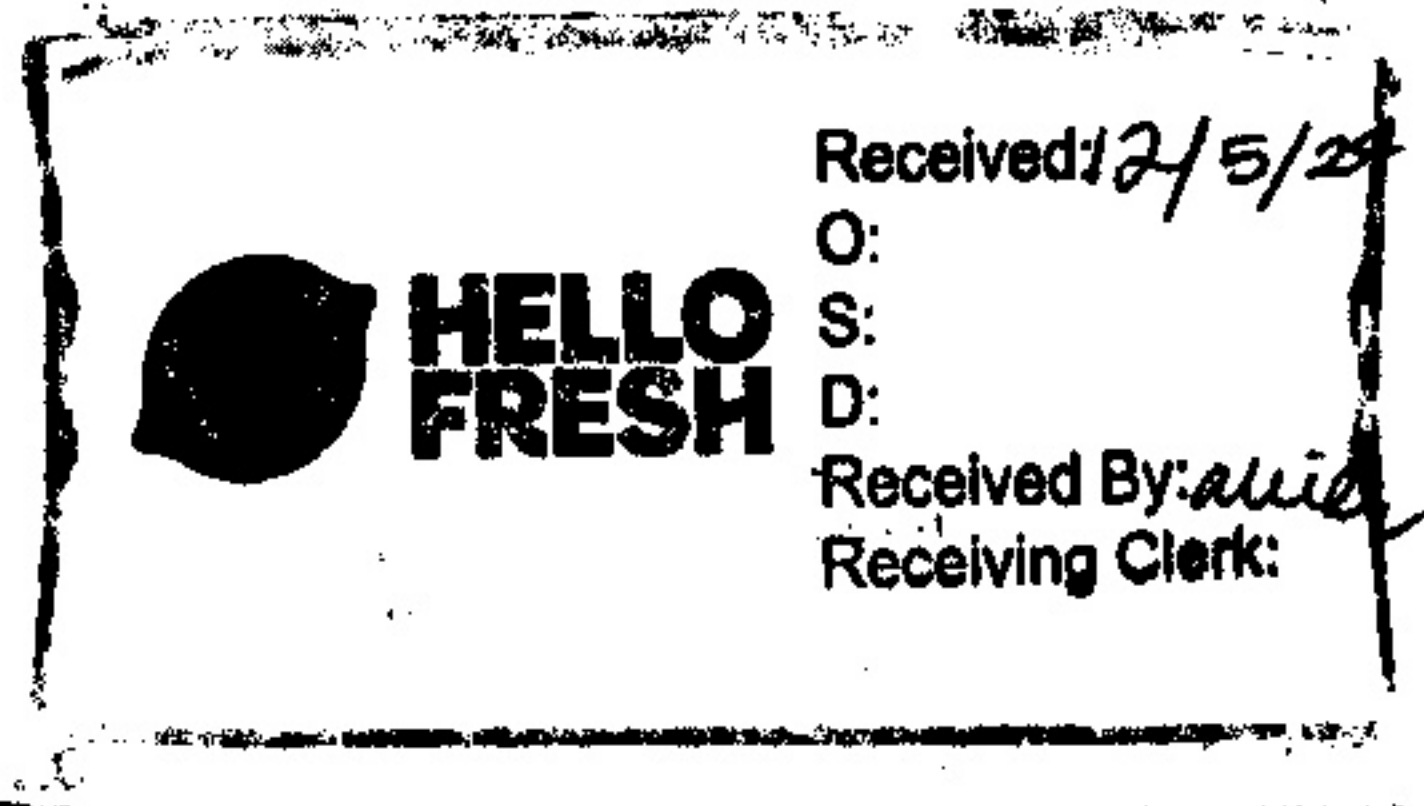 HELLO
FRESH
Received: 12/5/24
O:
S:
D:
Received By:
Receiving Clerk: